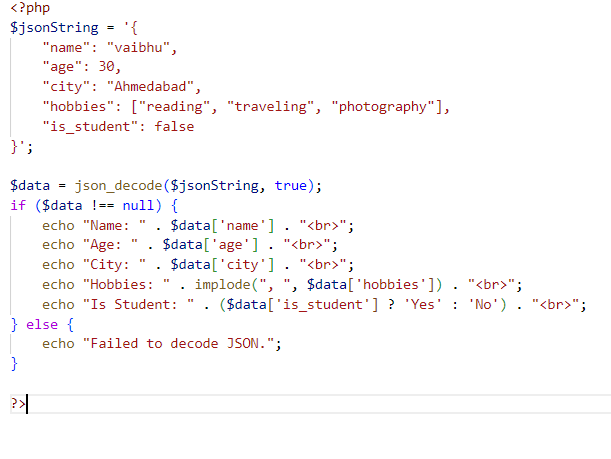 <?php
$jsonString = '{
    "name": "vaibhu",
    "age": 30,
    "city": "Ahmedabad",
    "hobbies": ["reading", "traveling", "photography"],
    "is_student": false
}';

$data = json_decode($jsonString, true);
if ($data !== null) {
    echo "Name: " . $data['name'] . "<br>";
    echo "Age: " . $data['age'] . "<br>";
    echo "City: " . $data['city'] . "<br>";
    echo "Hobbies: " . implode(", ", $data['hobbies']) . "<br>";
    echo "Is Student: " . ($data['is_student'] ? 'Yes' : 'No') . "<br>";
} else {
    echo "Failed to decode JSON.";
}

?>